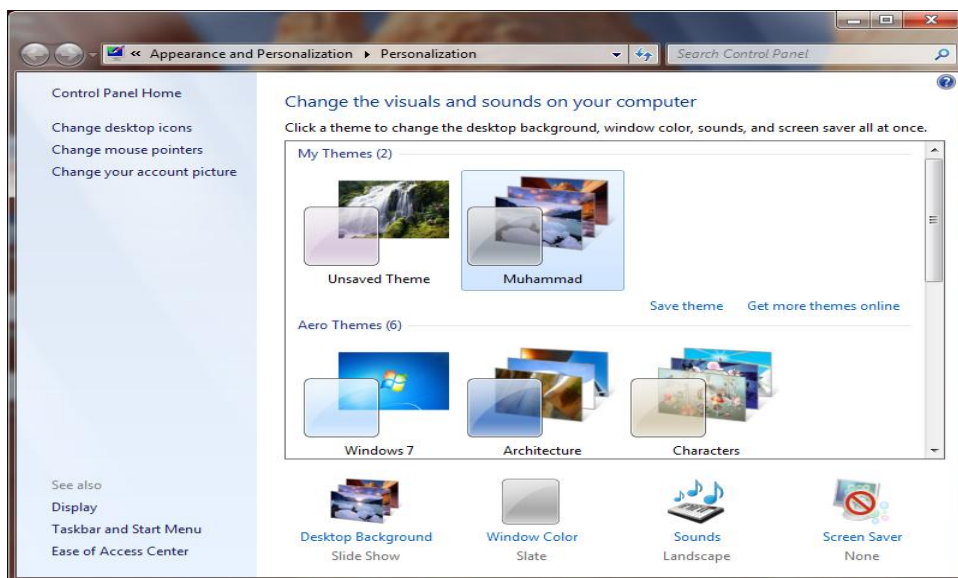 « Appearance and Personalization ▸ Personalization
Search Control Panel
Control Panel Home
Change desktop icons
Change mouse pointers
Change your account picture
See also
Display
Taskbar and Start Menu
Ease of Access Center
Change the visuals and sounds on your computer
Click a theme to change the desktop background, window color, sounds, and screen saver all at once.
My Themes (2)
Unsaved Theme
Muhammad
Save theme
Get more themes online
Aero Themes (6)
Windows 7
Architecture
Characters
Desktop Background
Slide Show
Window Color
Slate
Sounds
Landscape
Screen Saver
None